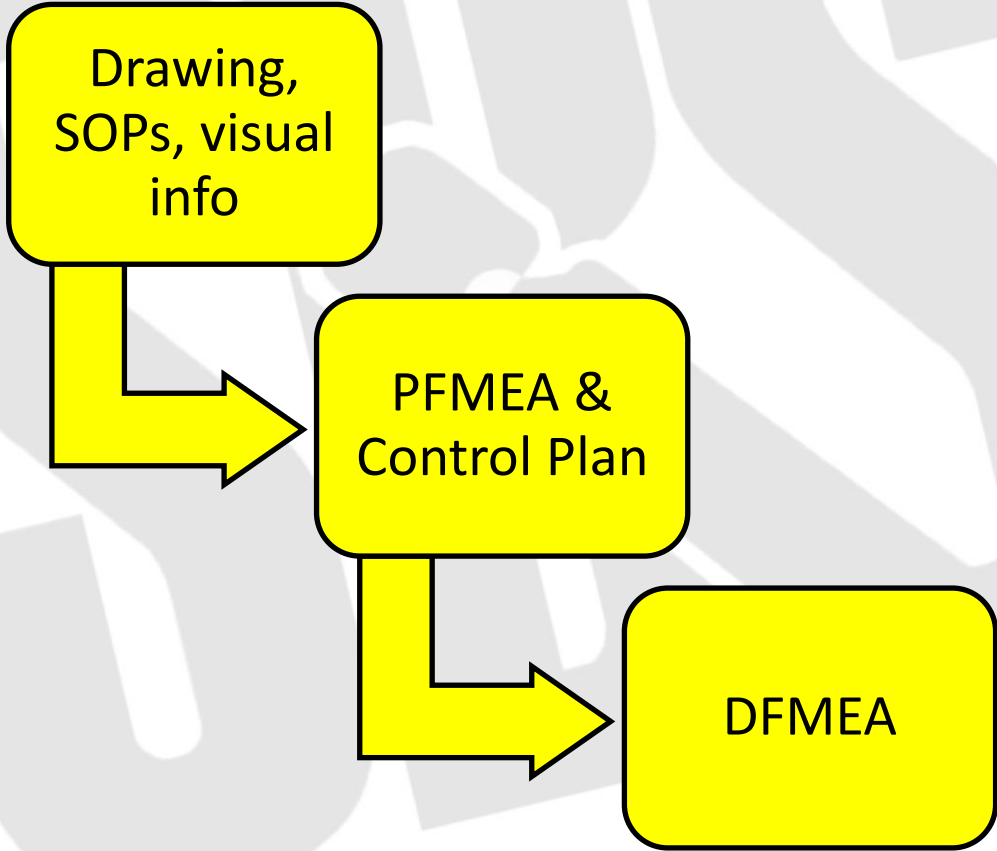 Drawing,
SOPs, visual
info
PFMEA &
Control Plan
DFMEA